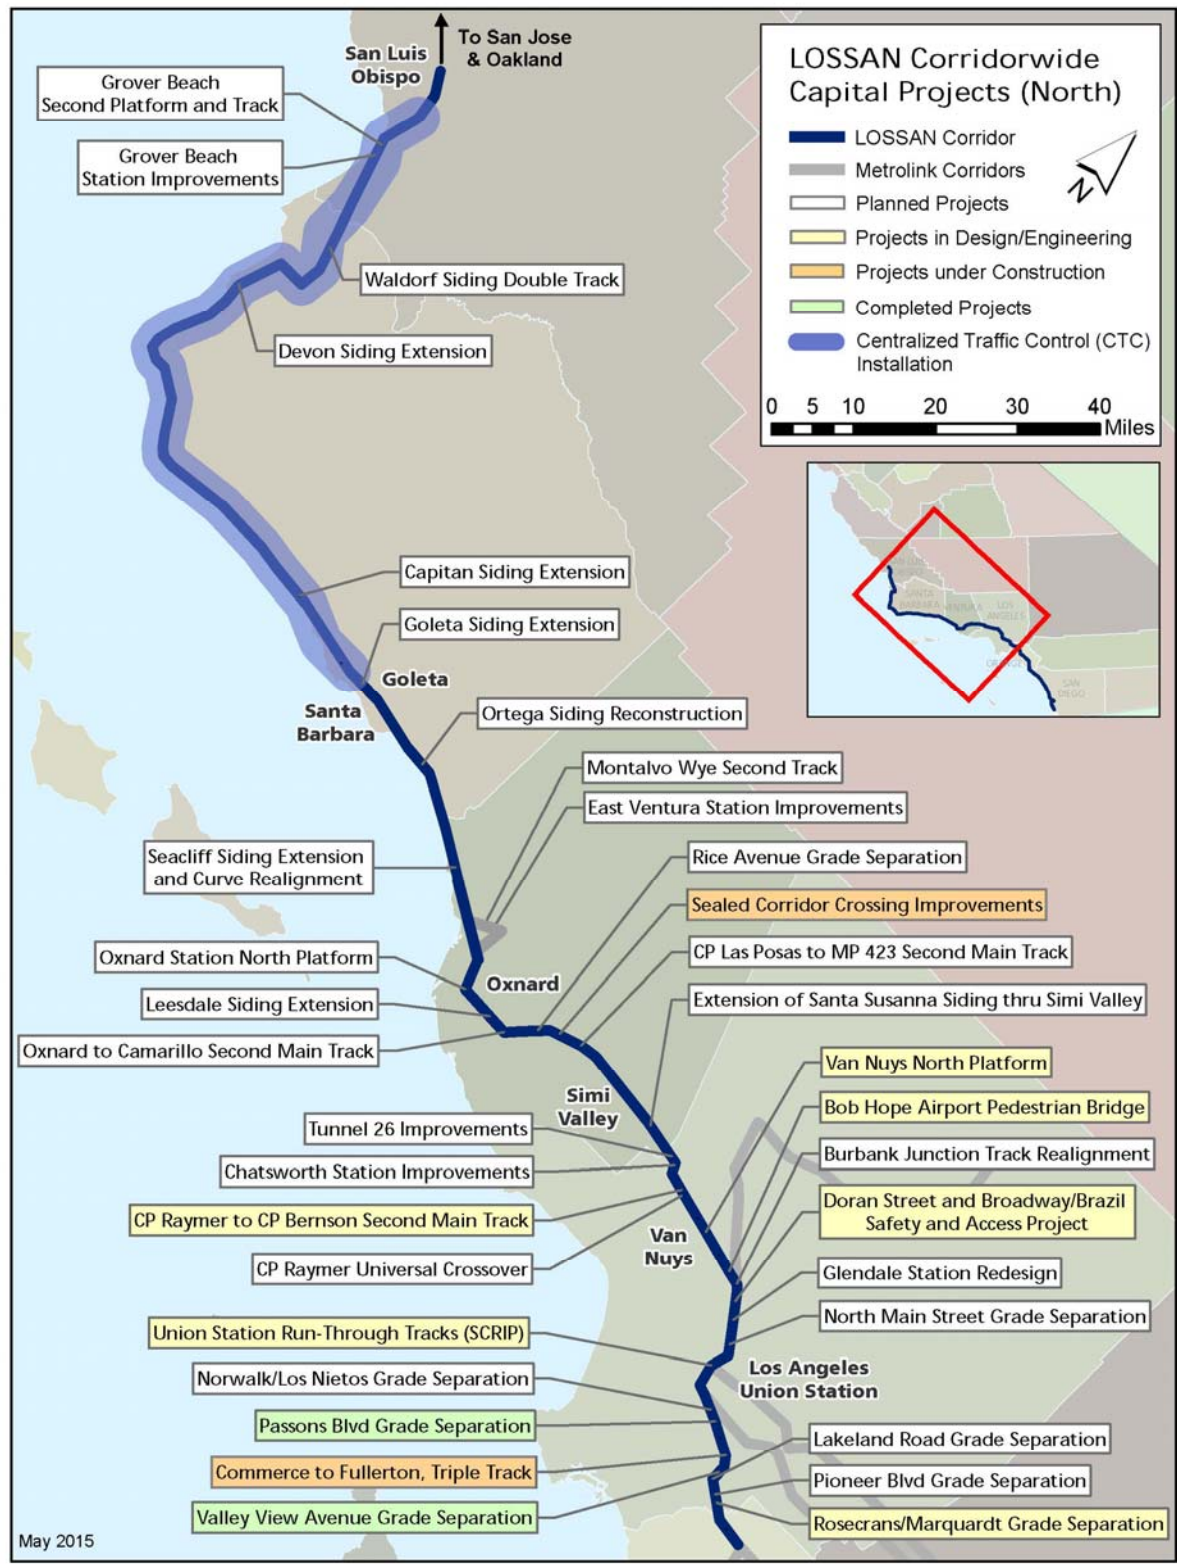 To San Jose
& Oakland
San Luis
Obispo
Grover Beach
Second Platform and Track
Grover Beach
Station Improvements
Waldorf Siding Double Track
Devon Siding Extension
LOSSAN Corridorwide
Capital Projects (North)
LOSSAN Corridor
Metrolink Corridors
Planned Projects
Projects in Design/Engineering
Projects under Construction
Completed Projects
Centralized Traffic Control (CTC)
Installation
N
0 5 10 20 30 40
Miles
SANTA
BARBARA
VENTURA
LOS
ANGELES
ORANGE
SAN
DIEGO
Capitan Siding Extension
Goleta Siding Extension
Goleta
Santa
Barbara
Ortega Siding Reconstruction
Montalvo Wye Second Track
East Ventura Station Improvements
Seacliff Siding Extension
and Curve Realignment
Rice Avenue Grade Separation
Sealed Corridor Crossing Improvements
CP Las Posas to MP 423 Second Main Track
Oxnard Station North Platform
Oxnard
Leesdale Siding Extension
Extension of Santa Susanna Siding thru Simi Valley
Oxnard to Camarillo Second Main Track
Van Nuys North Platform
Simi
Valley
Bob Hope Airport Pedestrian Bridge
Tunnel 26 Improvements
Burbank Junction Track Realignment
Chatsworth Station Improvements
Doran Street and Broadway/Brazil
Safety and Access Project
CP Raymer to CP Bernson Second Main Track
Van
Nuys
CP Raymer Universal Crossover
Glendale Station Redesign
North Main Street Grade Separation
Union Station Run-Through Tracks (SCRIP)
Los Angeles
Union Station
Norwalk/Los Nietos Grade Separation
Passons Blvd Grade Separation
Lakeland Road Grade Separation
Commerce to Fullerton, Triple Track
Pioneer Blvd Grade Separation
Valley View Avenue Grade Separation
Rosecrans/Marquardt Grade Separation
May 2015